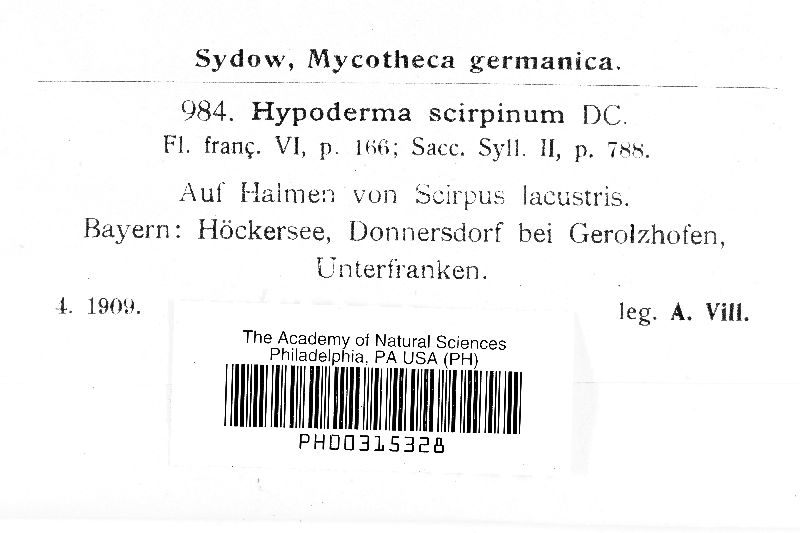 Sydow, Mycotheca germanica.
984. Hypoderma scirpinum DC.
Fl. franç. VI, p. 166; Sacc. Syll. II, p. 788.
Auf Halmen von Scirpus lacustris.
Bayern: Höckersee, Donnersdorf bei Gerolzhofen,
Unterfranken.
4. 1909. leg. A. Vill.
The Academy of Natural Sciences
Philadelphia, PA USA (PH)
PH00315328